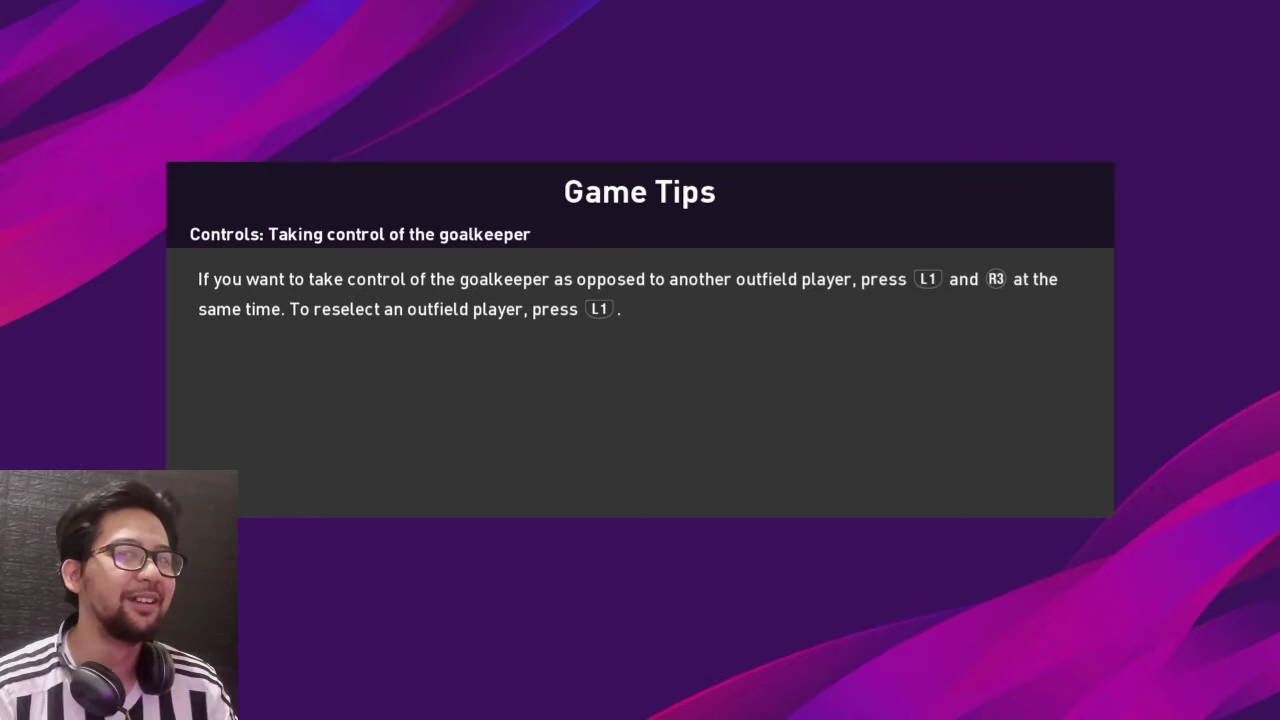 Game Tips
Controls: Taking control of the goalkeeper
If you want to take control of the goalkeeper as opposed to another outfield player, press L1 and R3 at the
same time. To reselect an outfield player, press L1 .